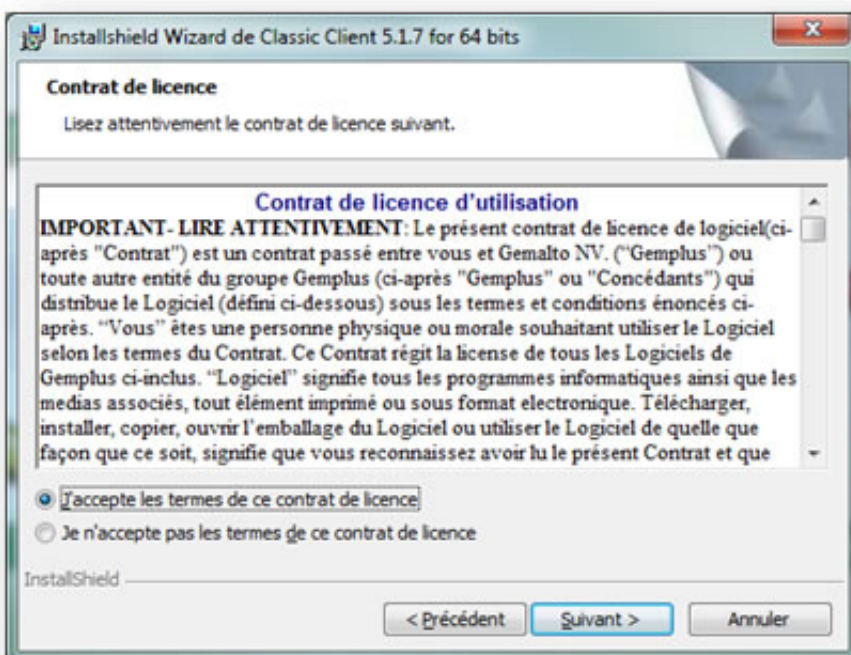 Installshield Wizard de Classic Client 5.1.7 for 64 bits
Contrat de licence
Lisez attentivement le contrat de licence suivant.
Contrat de licence d'utilisation
IMPORTANT- LIRE ATTENTIVEMENT: Le présent contrat de licence de logiciel(ci-
après "Contrat") est un contrat passé entre vous et Gemalto NV. (“Gemplus”) ou
toute autre entité du groupe Gemplus (ci-après "Gemplus" ou "Concédants") qui
distribue le Logiciel (défini ci-dessous) sous les termes et conditions énoncés ci-
après. “Vous” êtes une personne physique ou morale souhaitant utiliser le Logiciel
selon les termes du Contrat. Ce Contrat régit la license de tous les Logiciels de
Gemplus ci-inclus. “Logiciel” signifie tous les programmes informatiques ainsi que les
medias associés, tout élément imprimé ou sous format electronique. Télécharger,
installer, copier, ouvrir l'emballage du Logiciel ou utiliser le Logiciel de quelle que
façon que ce soit, signifie que vous reconnaissez avoir lu le présent Contrat et que
J'accepte les termes de ce contrat de licence
Je n'accepte pas les termes de ce contrat de licence
InstallShield
< Précédent
Suivant >
Annuler